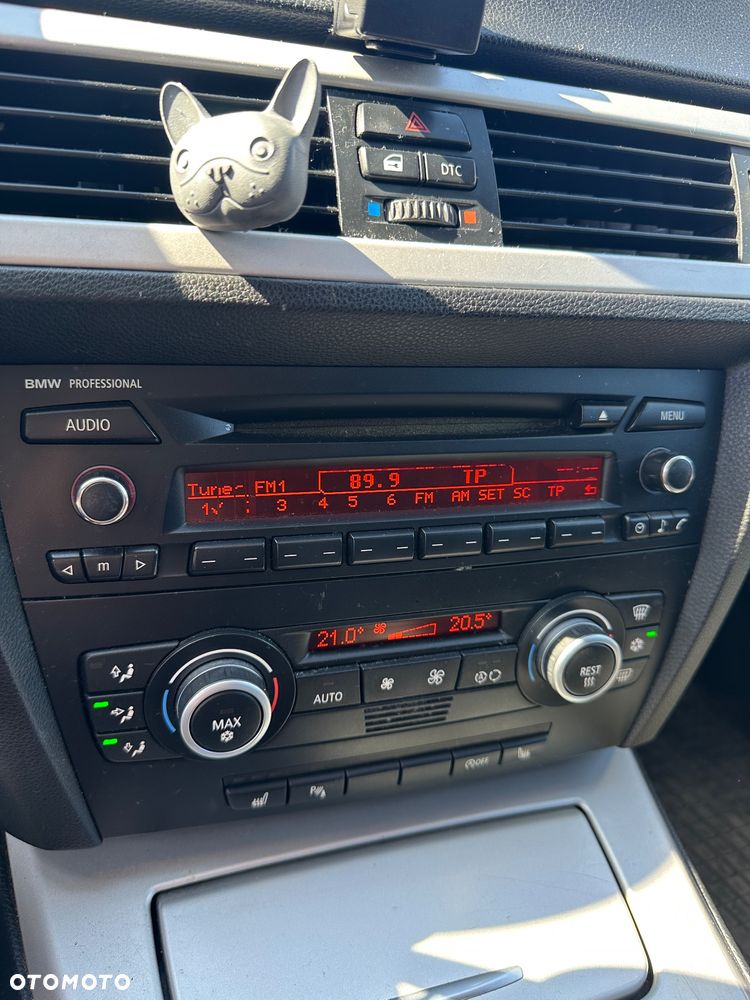 DTC
BMW PROFESSIONAL
AUDIO
MENU
Tuner FM1 89.9 TP --:--
1 3 4 5 6 FM AM SET SC TP
m
21.0° 20.5°
MAX
AUTO
REST
OFF
OTOMOTO